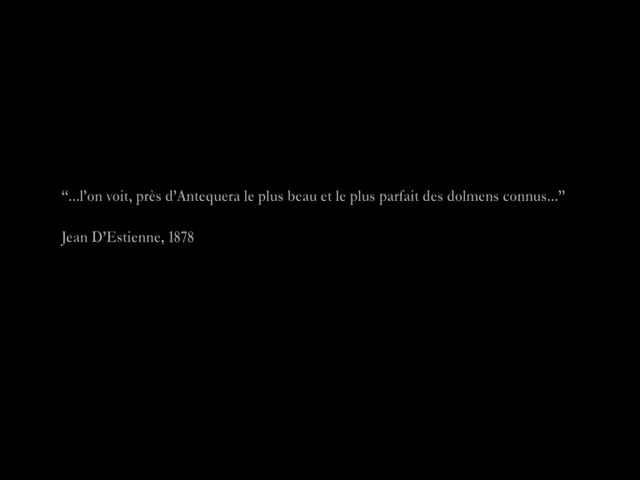 “...l’on voit, près d’Antequera le plus beau et le plus parfait des dolmens connus...”
Jean D’Estienne, 1878